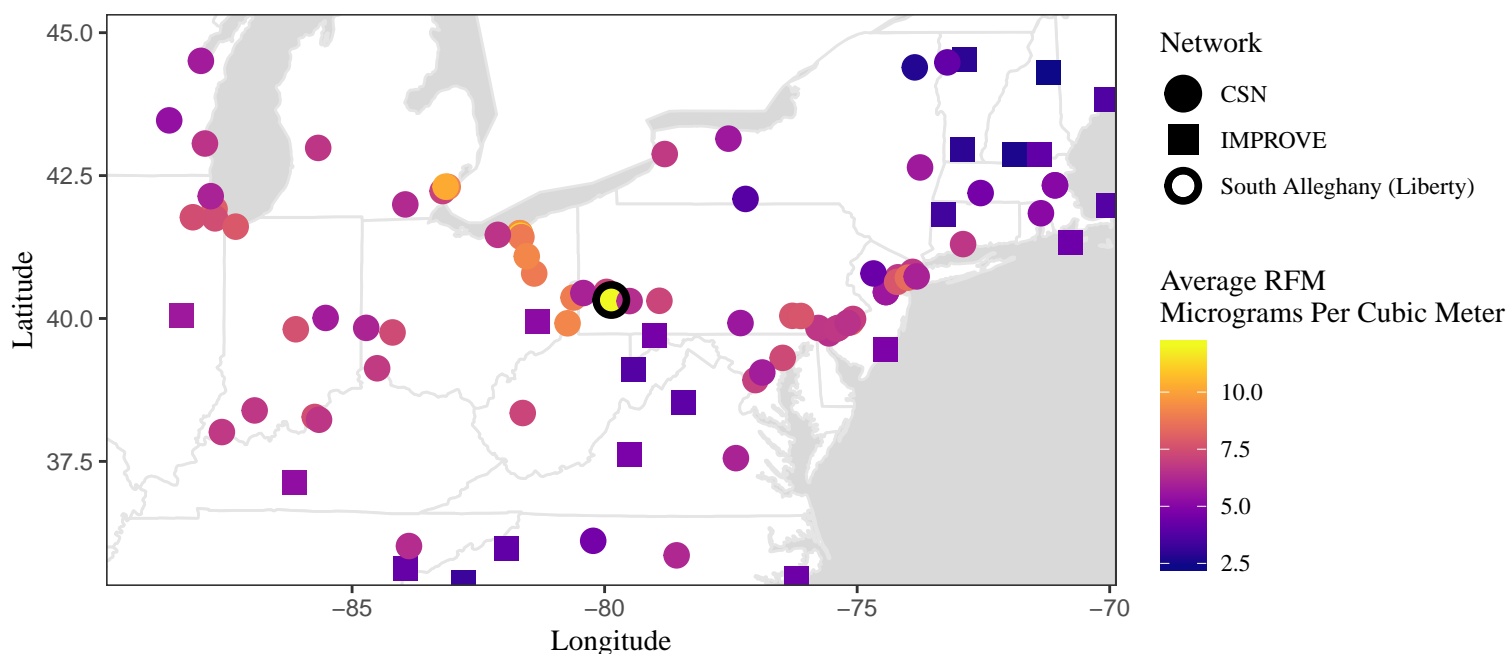 45.0
42.5
40.0
37.5
Latitude
−85
−80
−75
−70
Longitude
Network
CSN
IMPROVE
South Alleghany (Liberty)
Average RFM
Micrograms Per Cubic Meter
10.0
7.5
5.0
2.5